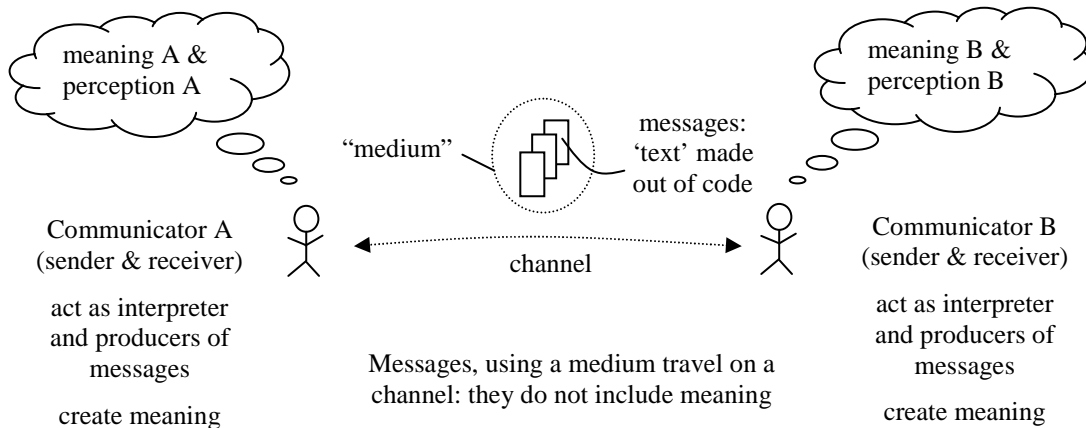 meaning A &
perception A
meaning B &
perception B
“medium”
messages:
‘text’ made
out of code
Communicator A
(sender & receiver)
act as interpreter
and producers of
messages
create meaning
channel
Messages, using a medium travel on a
channel: they do not include meaning
Communicator B
(sender & receiver)
act as interpreter
and producers of
messages
create meaning